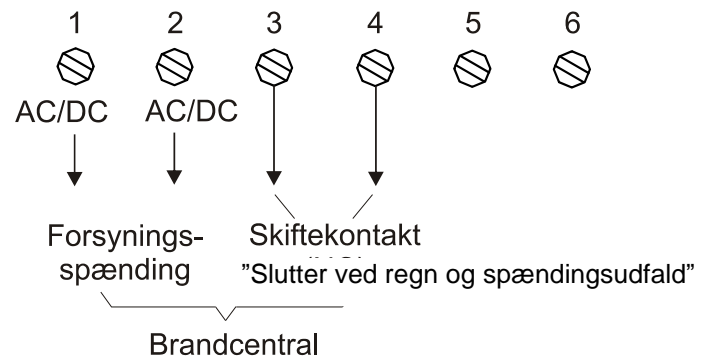 1 2 3 4 5 6
AC/DC AC/DC
Forsynings-
spænding
Skiftekontakt
”Slutter ved regn og spændingsudfald”
Brandcentral